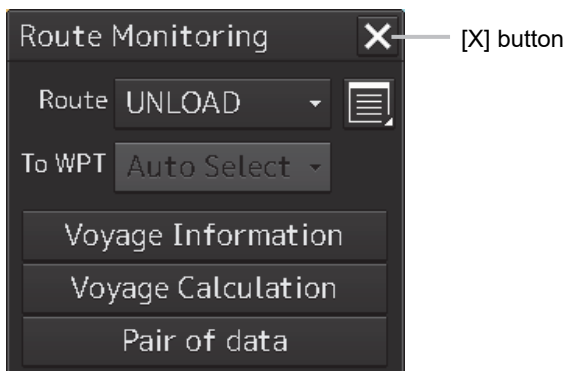 Route Monitoring [X] button
Route UNLOAD
To WPT Auto Select
Voyage Information
Voyage Calculation
Pair of data